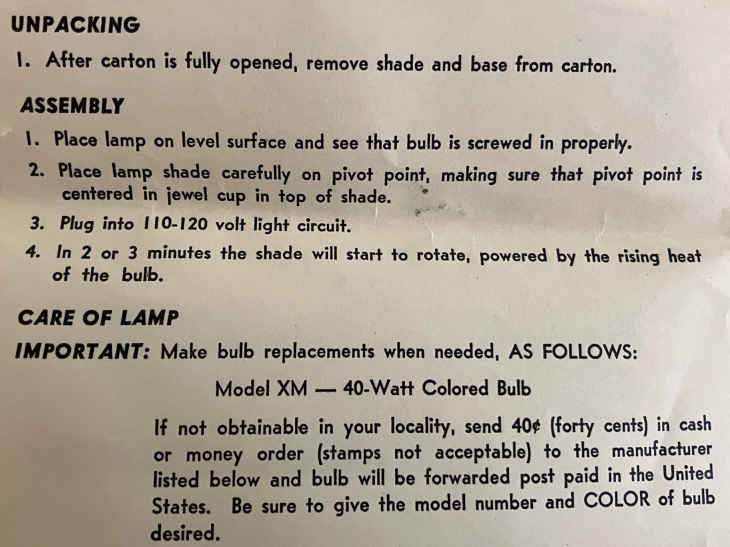 UNPACKING
1. After carton is fully opened, remove shade and base from carton.
ASSEMBLY
1. Place lamp on level surface and see that bulb is screwed in properly.
2. Place lamp shade carefully on pivot point, making sure that pivot point is
centered in jewel cup in top of shade.
3. Plug into 110-120 volt light circuit.
4. In 2 or 3 minutes the shade will start to rotate, powered by the rising heat
of the bulb.
CARE OF LAMP
IMPORTANT: Make bulb replacements when needed, AS FOLLOWS:
Model XM — 40-Watt Colored Bulb
If not obtainable in your locality, send 40¢ (forty cents) in cash
or money order (stamps not acceptable) to the manufacturer
listed below and bulb will be forwarded post paid in the United
States. Be sure to give the model number and COLOR of bulb
desired.